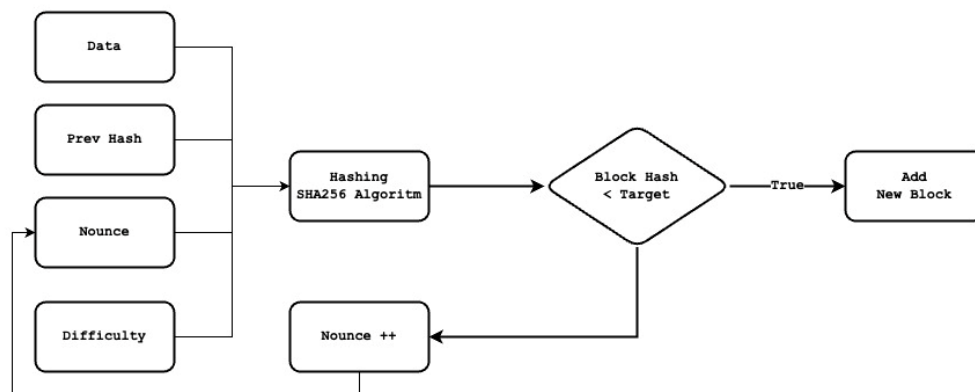 Data
Prev Hash
Nounce
Difficulty
Hashing
SHA256 Algoritm
Block Hash
< Target
True
Add
New Block
Nounce ++